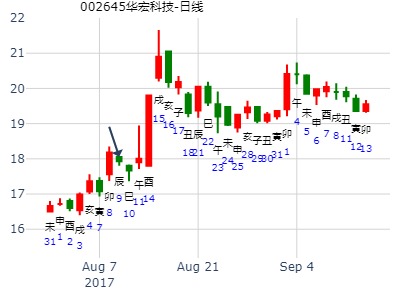 002645华宏科技-日线
22
21
20
19
18
17
16
未
31
申
1
酉
2
戌
3
亥
4
寅
7
卯
8
辰
9
巳
10
午
11
酉
14
戌
15
亥
16
子
17
丑
18
辰
21
巳
22
午
23
未
24
申
25
亥
28
子
29
丑
30
寅
31
卯
1
午
4
未
5
申
6
酉
7
戌
8
丑
11
寅
12
卯
13
Aug 7
2017
Aug 21
Sep 4